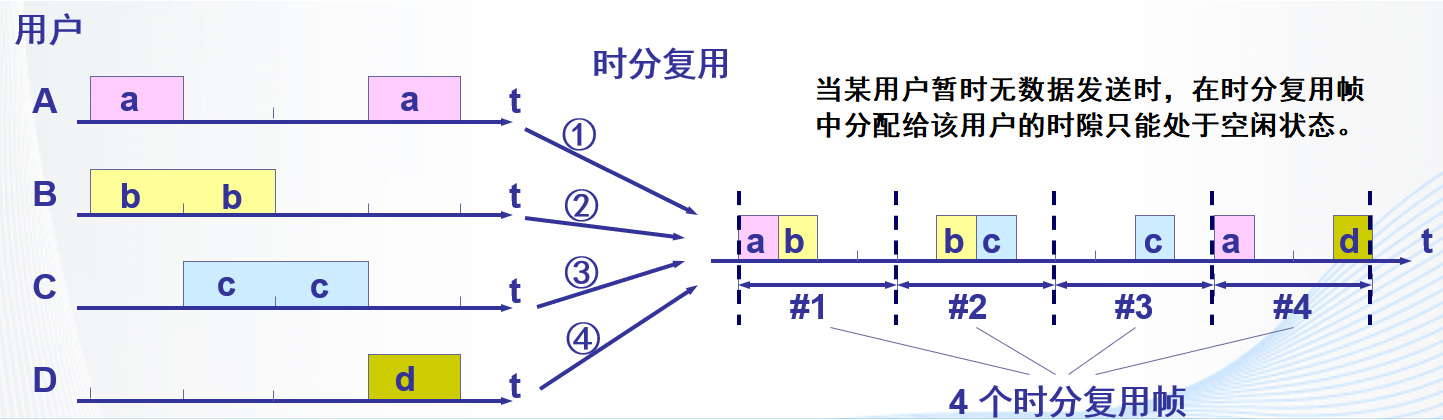 用户
时分复用
当某用户暂时无数据发送时，在时分复用帧
中分配给该用户的时隙只能处于空闲状态。
A a a t
①
B b b t
②
C c c t
③
D d t
④
a b b c c a d t
#1 #2 #3 #4
4 个时分复用帧